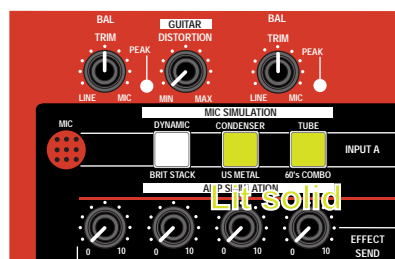 BAL GUITAR BAL
TRIM DISTORTION TRIM
PEAK PEAK
LINE MIC MIN MAX LINE MIC
MIC SIMULATION
MIC DYNAMIC CONDENSER TUBE
INPUT A
BRIT STACK US METAL 60's COMBO
AMP SIMULATION
Lit solid
0 10 0 10 0 10 0 10
EFFECT
SEND